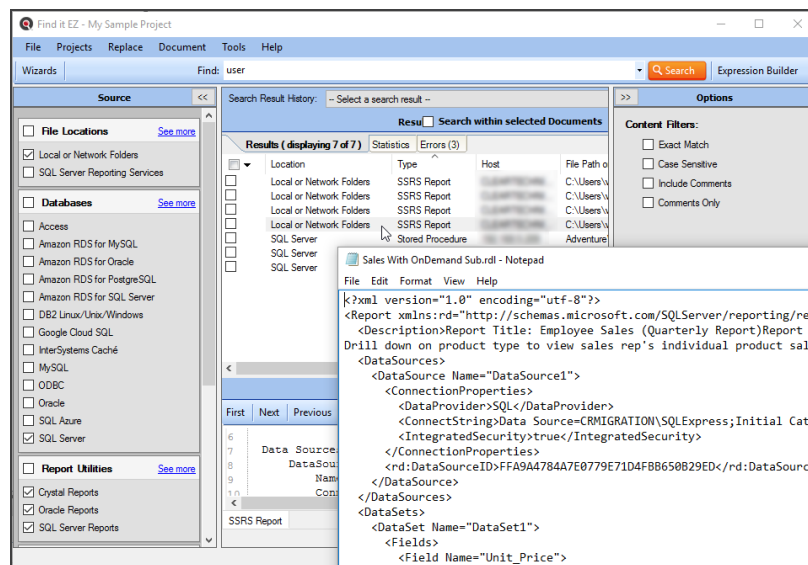 Find it EZ - My Sample Project
File Projects Replace Document Tools Help
Wizards Find: user Search Expression Builder
Source <<
File Locations See more
Local or Network Folders
SQL Server Reporting Services
Databases See more
Access
Amazon RDS for MySQL
Amazon RDS for Oracle
Amazon RDS for PostgreSQL
Amazon RDS for SQL Server
DB2 Linux/Unix/Windows
Google Cloud SQL
InterSystems Caché
MySQL
ODBC
Oracle
SQL Azure
SQL Server
Report Utilities See more
Crystal Reports
Oracle Reports
SQL Server Reports
Search Result History: -- Select a search result --
Resu Search within selected Documents
Results ( displaying 7 of 7 ) Statistics Errors (3)
Location Type Host File Path o
Local or Network Folders SSRS Report C:\Users\v
Local or Network Folders SSRS Report C:\Users\v
Local or Network Folders SSRS Report C:\Users\v
Local or Network Folders SSRS Report C:\Users\v
SQL Server Stored Procedure Adventure
SQL Server
SQL Server
First Next Previous
6
7 Data Source
8 DataSou
9 Nam
10 Con
SSRS Report
>> Options
Content Filters:
Exact Match
Case Sensitive
Include Comments
Comments Only
Sales With OnDemand Sub.rdl - Notepad
File Edit Format View Help
<?xml version="1.0" encoding="utf-8"?>
<Report xmlns:rd="http://schemas.microsoft.com/SQLServer/reporting/re
<Description>Report Title: Employee Sales (Quarterly Report)Report
Drill down on product type to view sales rep's individual product sal
<DataSources>
<DataSource Name="DataSource1">
<ConnectionProperties>
<DataProvider>SQL</DataProvider>
<ConnectString>Data Source=CRMIGRATION\SQLExpress;Initial Cat
<IntegratedSecurity>true</IntegratedSecurity>
</ConnectionProperties>
<rd:DataSourceID>FFA9A4784A7E0779E71D4FBB650B29ED</rd:DataSourc
</DataSource>
</DataSources>
<DataSets>
<DataSet Name="DataSet1">
<Fields>
<Field Name="Unit_Price">